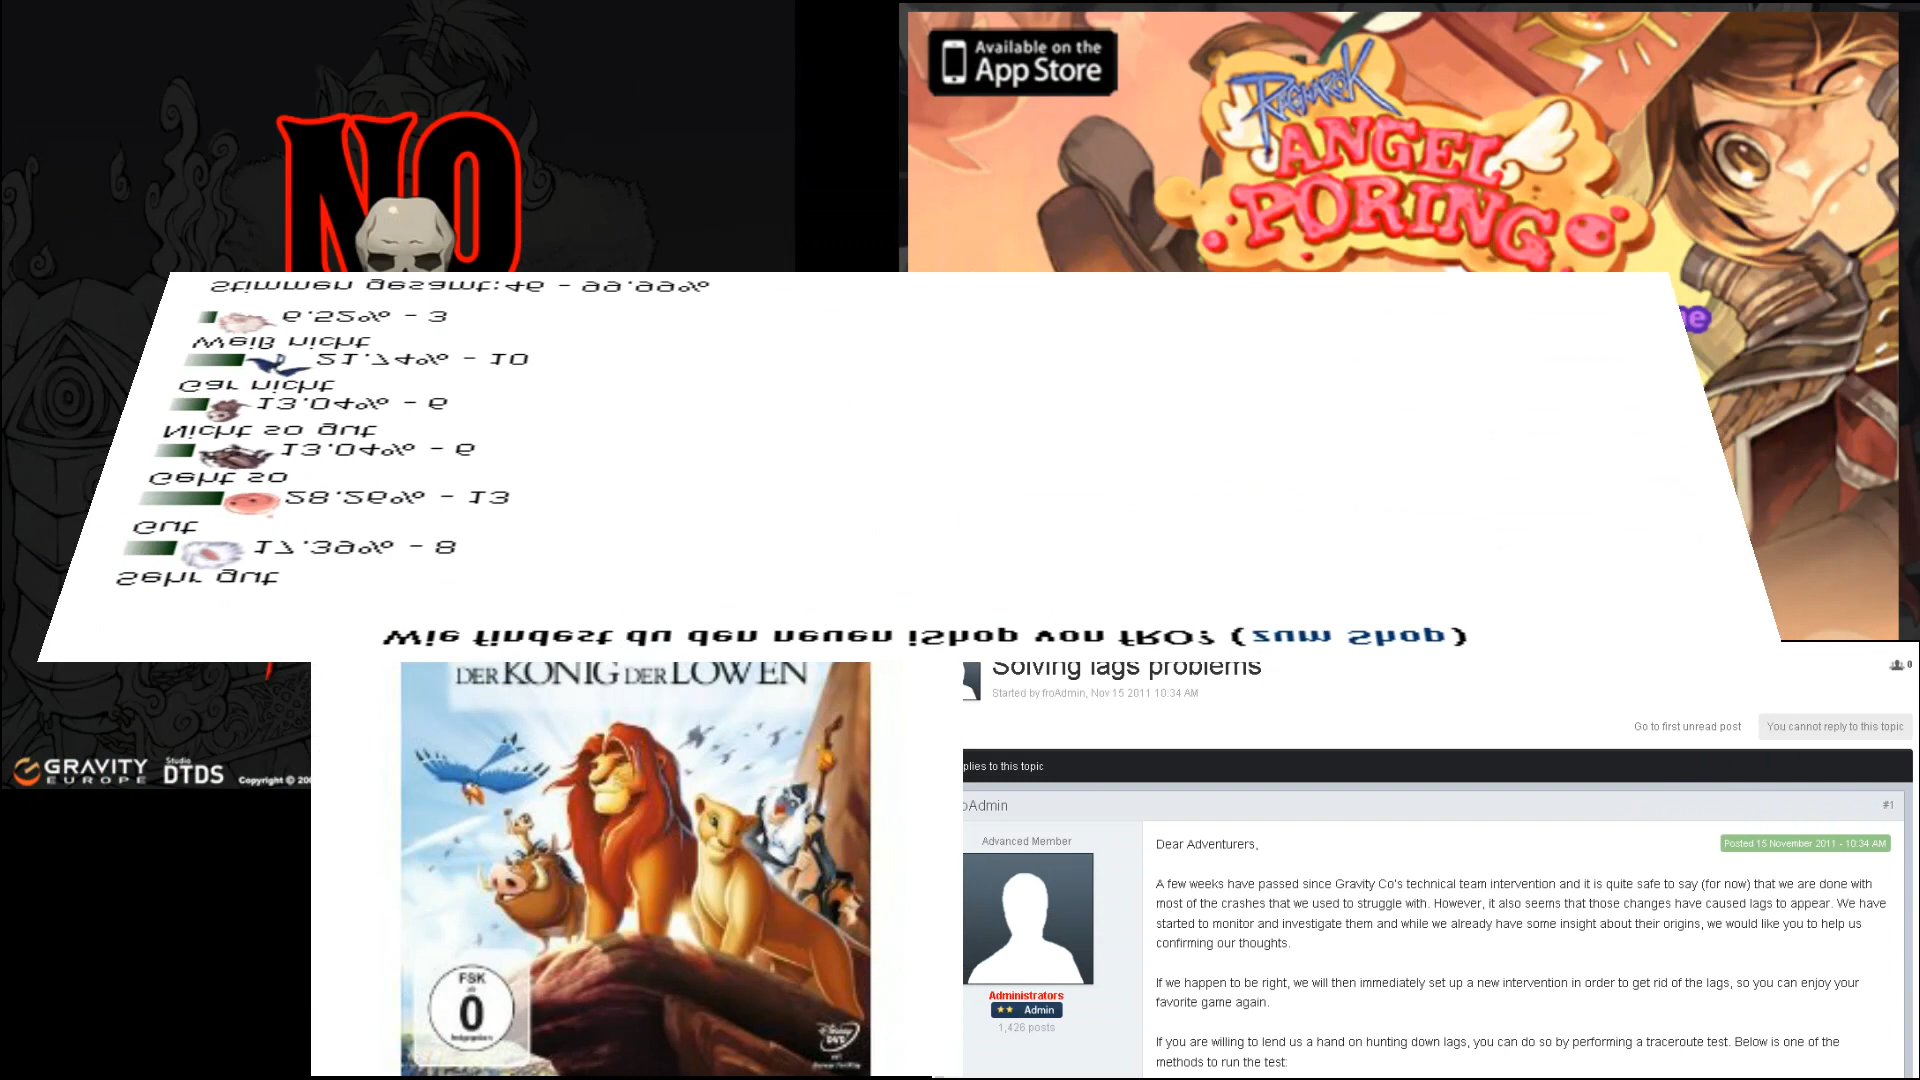 NO
Available on the
App Store
RAGNAROK
ANGEL
PORING
Stimmen gesamt:46 - 99.99%
6.52% - 3
Weiß nicht
21.74% - 10
Gar nicht
13.04% - 6
Nicht so gut
13.04% - 6
Geht so
28.26% - 13
Gut
17.39% - 8
Sehr gut
Wie findest du den neuen iShop von fRO? (zum Shop)
GRAVITY
EUROPE
Studio
DTDS
Copyright ©
DER KÖNIG DER LÖWEN
FSK
ab
0
freigegeben
Disney
DVD
Solving lags problems
0
Started by froAdmin, Nov 15 2011 10:34 AM
Go to first unread post
You cannot reply to this topic
plies to this topic
oAdmin
#1
Advanced Member
Administrators
Admin
1,426 posts
Posted 15 November 2011 - 10:34 AM
Dear Adventurers,
A few weeks have passed since Gravity Co's technical team intervention and it is quite safe to say (for now) that we are done with
most of the crashes that we used to struggle with. However, it also seems that those changes have caused lags to appear. We have
started to monitor and investigate them and while we already have some insight about their origins, we would like you to help us
confirming our thoughts.
If we happen to be right, we will then immediately set up a new intervention in order to get rid of the lags, so you can enjoy your
favorite game again.
If you are willing to lend us a hand on hunting down lags, you can do so by performing a traceroute test. Below is one of the
methods to run the test: